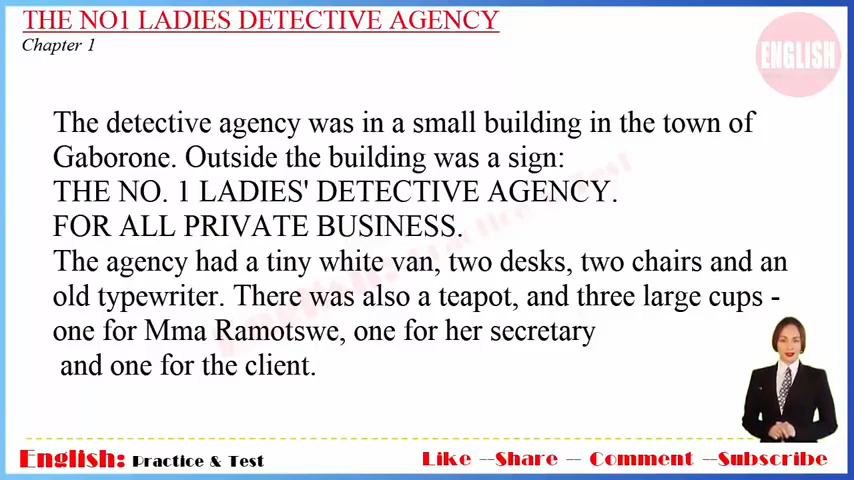 THE NO1 LADIES DETECTIVE AGENCY
Chapter 1
ENGLISH
The detective agency was in a small building in the town of
Gaborone. Outside the building was a sign:
THE NO. 1 LADIES' DETECTIVE AGENCY.
FOR ALL PRIVATE BUSINESS.
The agency had a tiny white van, two desks, two chairs and an
old typewriter. There was also a teapot, and three large cups -
one for Mma Ramotswe, one for her secretary
and one for the client.
English: Practice & Test
Like --Share -- Comment --Subscribe